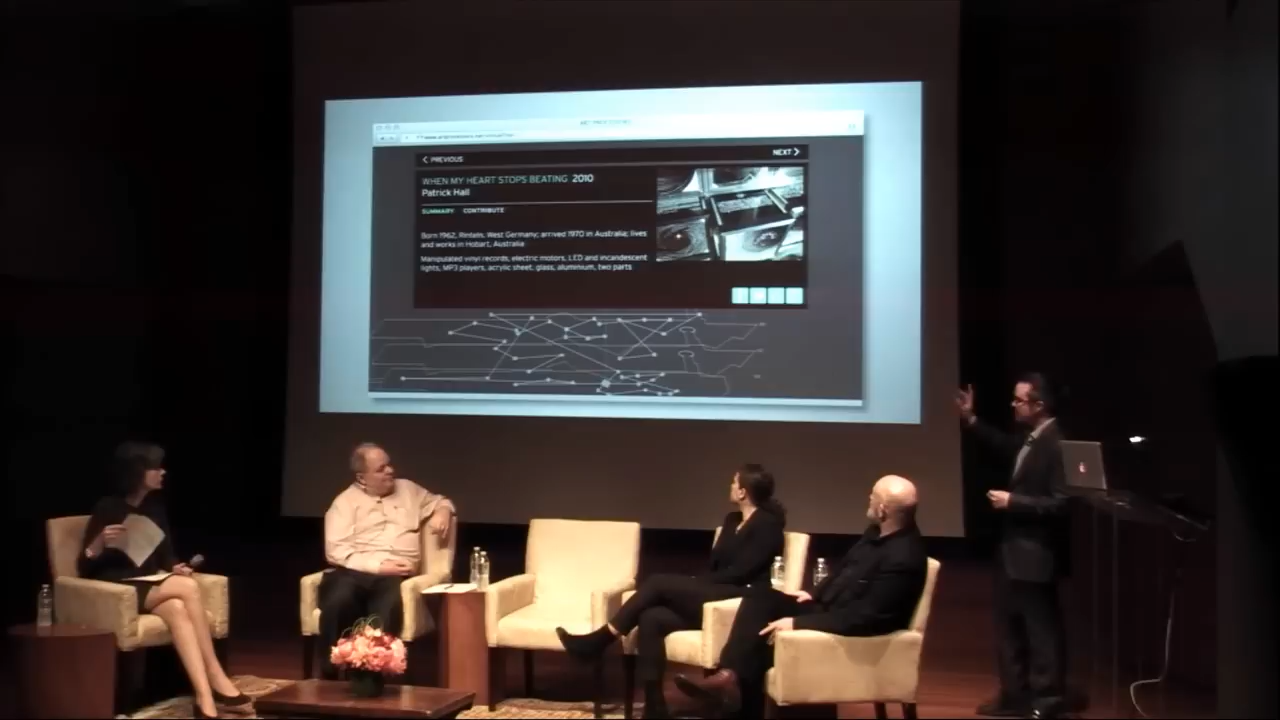 ART PROCESSORS
PREVIOUS
NEXT
WHEN MY HEART STOPS BEATING 2010
Patrick Hall
SUMMARY CONTRIBUTE
Born 1962, Rinteln, West Germany; arrived 1970 in Australia; lives
and works in Hobart, Australia
Manipulated vinyl records, electric motors, LED and incandescent
lights, MP3 players, acrylic sheet, glass, aluminium, two parts